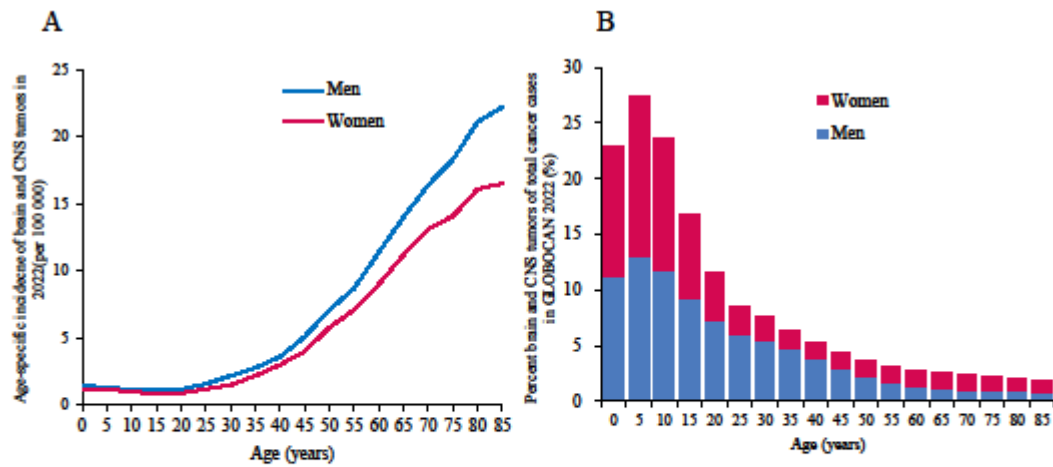 A
Age-specific incidecne of brain and CNS tumors in
2022(per 100 000)
25
20
15
10
5
0
Men
Women
0 5 10 15 20 25 30 35 40 45 50 55 60 65 70 75 80 85
Age (years)
B
Percent brain and CNS tumors of total cancer cases
in GLOBOCAN 2022 (%)
30
25
20
15
10
5
0
Women
Men
0 5 10 15 20 25 30 35 40 45 50 55 60 65 70 75 80 85
Age (years)